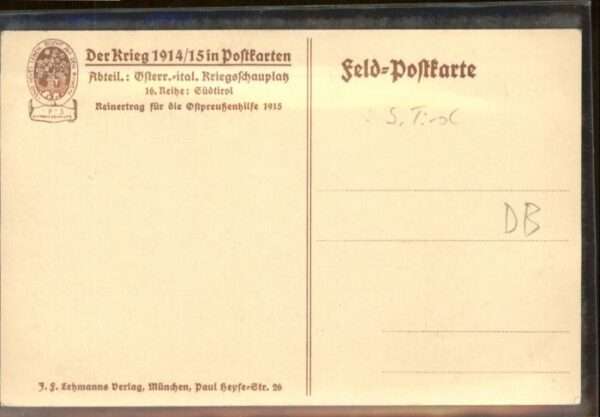 Der Krieg 1914/15 in Postkarten
Abteil.: Österr.-ital. Kriegsschauplatz
16. Reihe: Südtirol
Reinertrag für die Ostpreußenhilfe 1915
Feld-Postkarte
S. Tirol
DB
J. F. Lehmanns Verlag, München, Paul Heyse-Str. 26